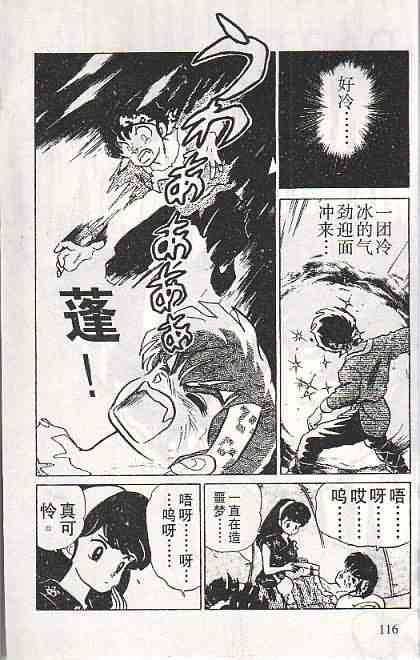 好冷……
一团冷
冰的气
劲迎面
冲来…
うわああああぁ
蓬！
唔呀哎呜
………………
一直在造
噩梦…
唔呀……呀
……呜呀
真可
怜。
116